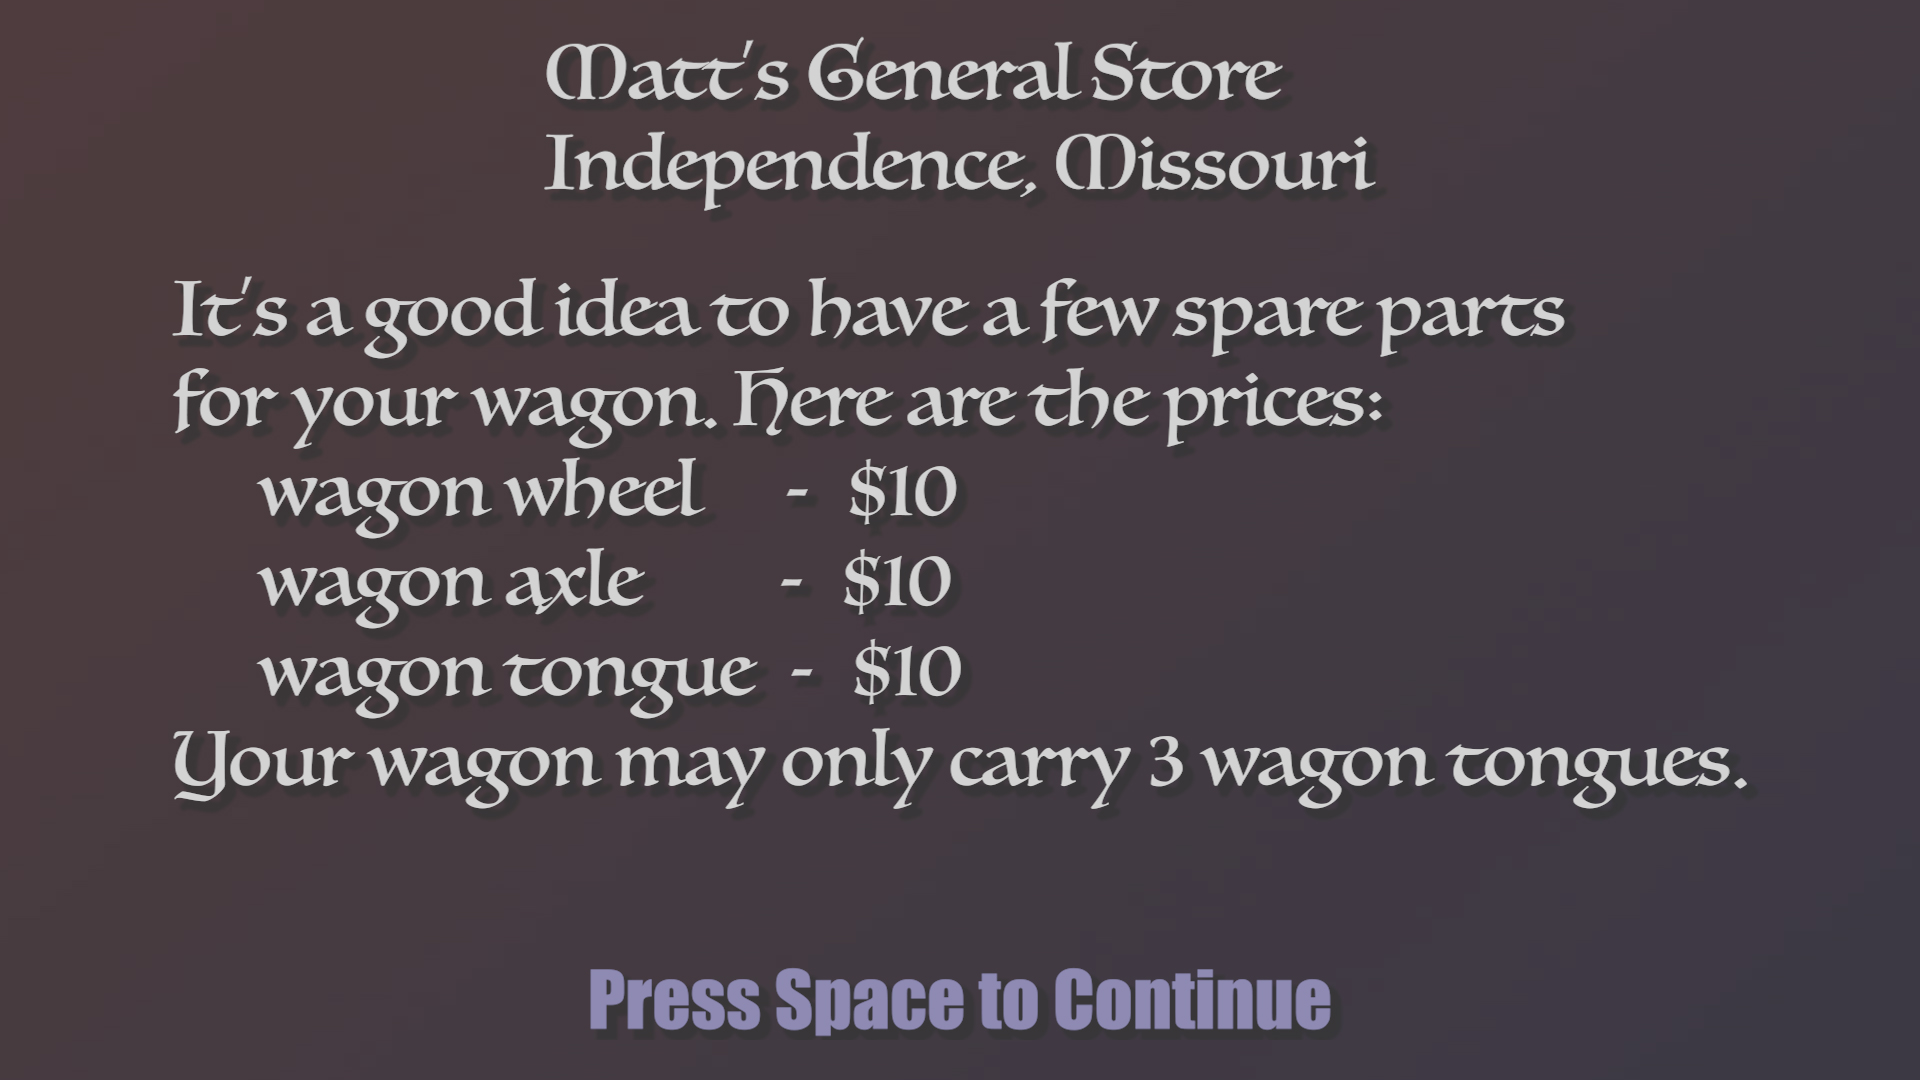 Matt's General Store
Independence, Missouri
It's a good idea to have a few spare parts
for your wagon. Here are the prices:
wagon wheel - $10
wagon axle - $10
wagon tongue - $10
Your wagon may only carry 3 wagon tongues.
Press Space to Continue